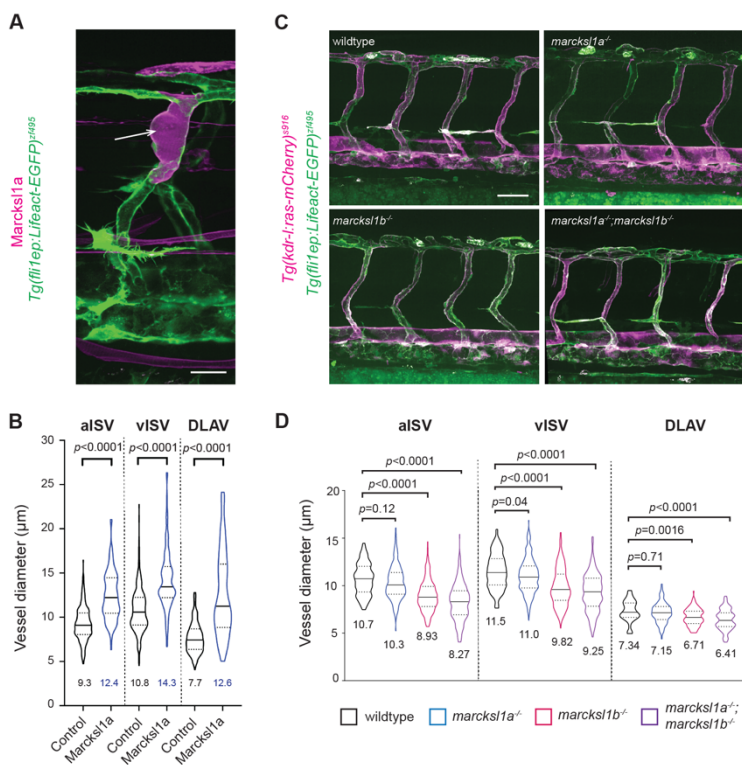 A
Marcksl1a
Tg(fli1ep:Lifeact-EGFP)zf495
C
Tg(kdr-l:ras-mCherry)s916
Tg(fli1ep:Lifeact-EGFP)zf495
wildtype
marcksl1a-/-
marcksl1b-/-
marcksl1a-/-;marcksl1b-/-
B
aISV
vISV
DLAV
p<0.0001
p<0.0001
p<0.0001
Vessel diameter (µm)
30
25
20
15
10
5
0
9.3
12.4
10.8
14.3
7.7
12.6
Control
Marcksl1a
Control
Marcksl1a
Control
Marcksl1a
D
aISV
vISV
DLAV
p<0.0001
p<0.0001
p=0.12
p<0.0001
p<0.0001
p=0.04
p<0.0001
p=0.0016
p=0.71
Vessel diameter (µm)
20
15
10
5
0
10.7
10.3
8.93
8.27
11.5
11.0
9.82
9.25
7.34
7.15
6.71
6.41
wildtype
marcksl1a-/-
marcksl1b-/-
marcksl1a-/-;
marcksl1b-/-